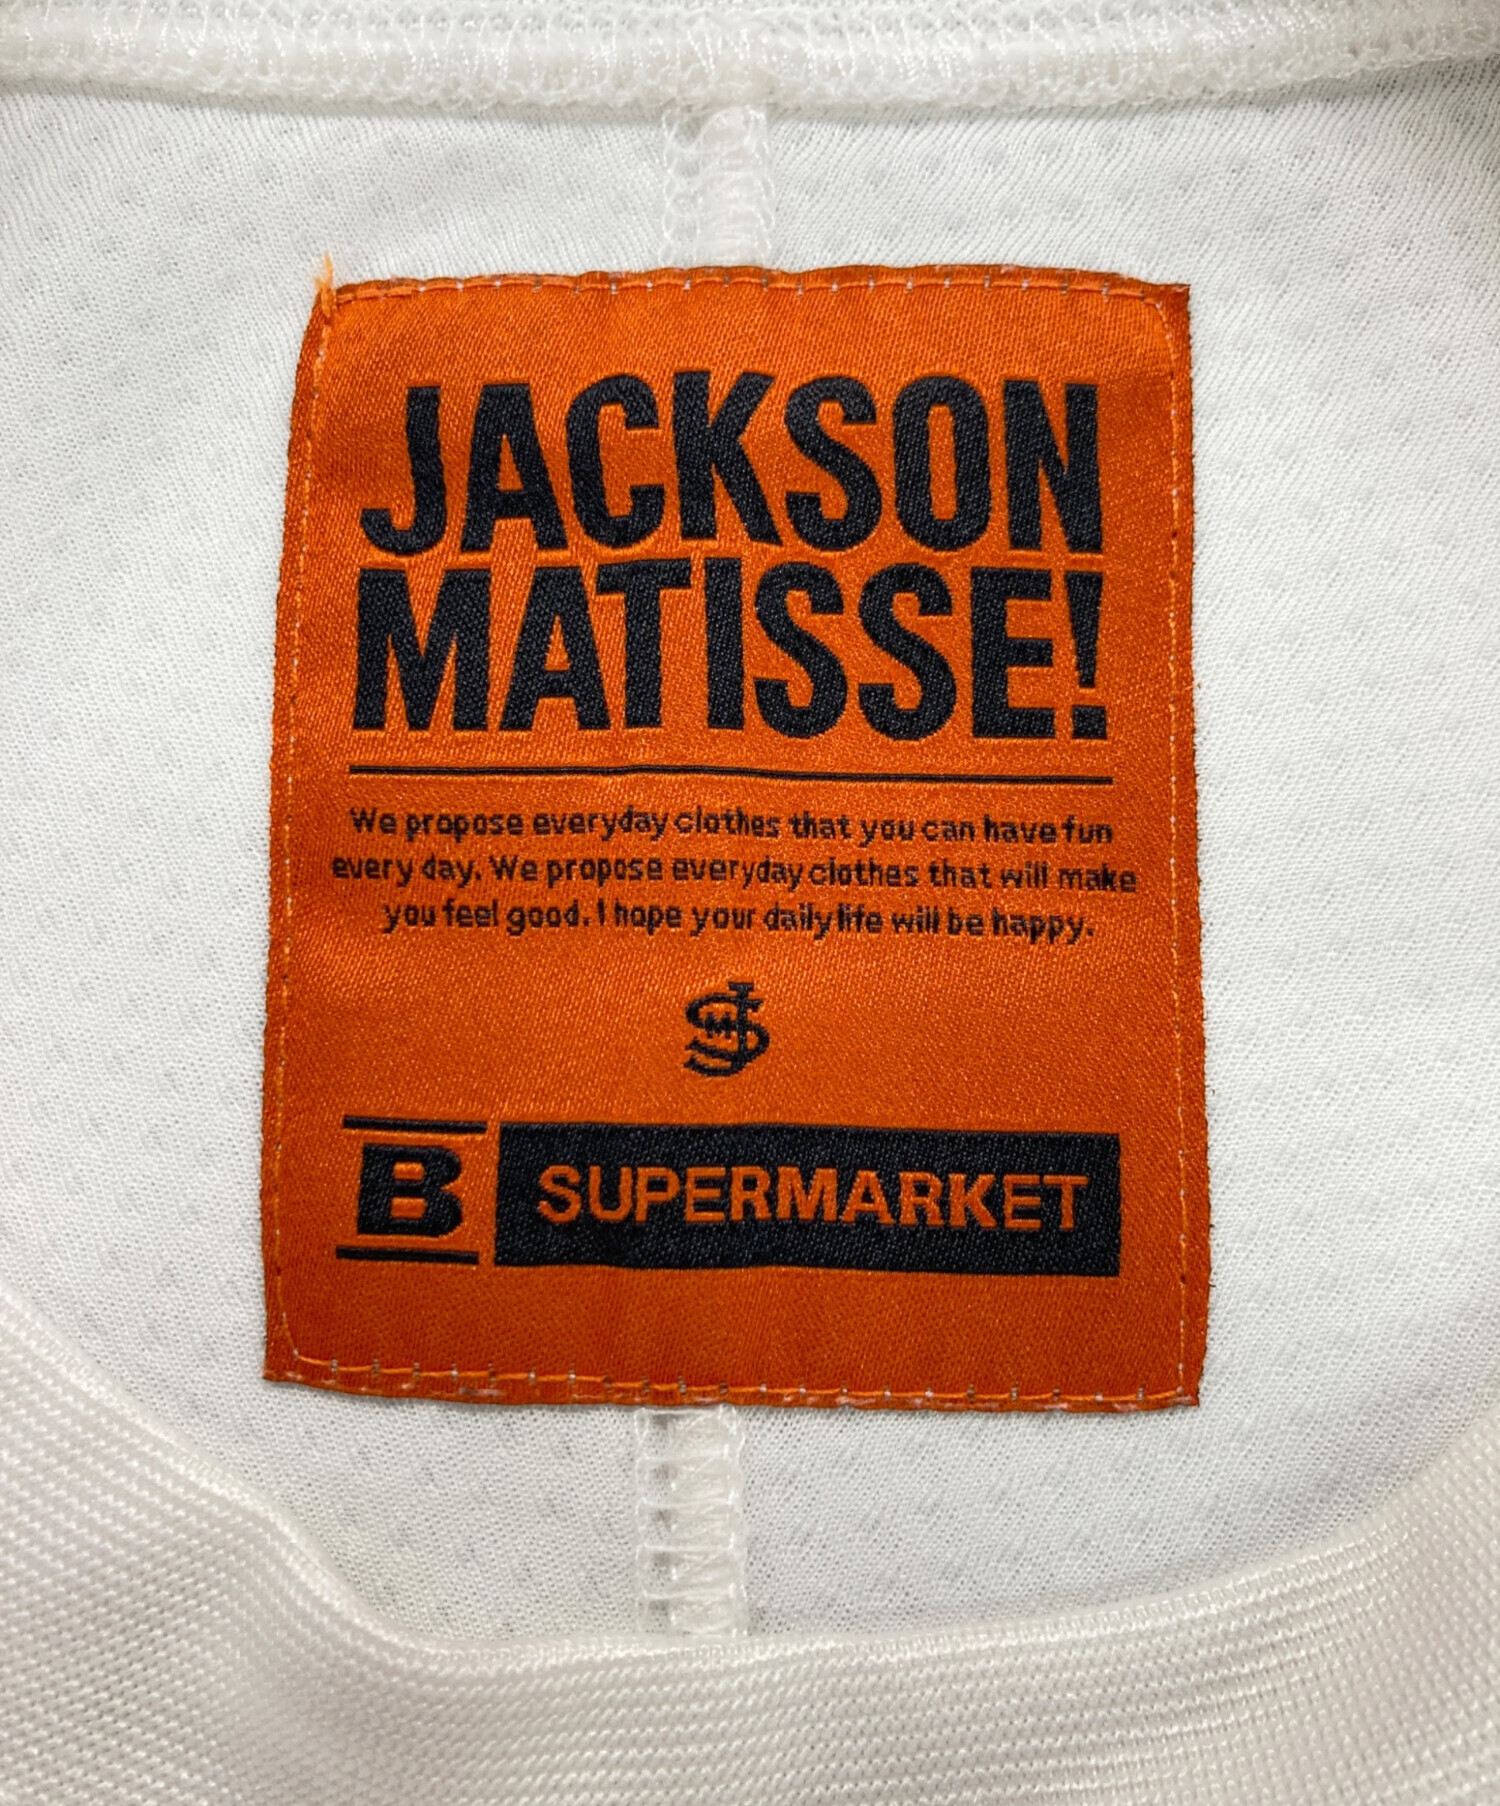 JACKSON
MATISSE!
We propose everyday clothes that you can have fun
every day. We propose everyday clothes that will make
you feel good. I hope your daily life will be happy.
SMJ
B SUPERMARKET